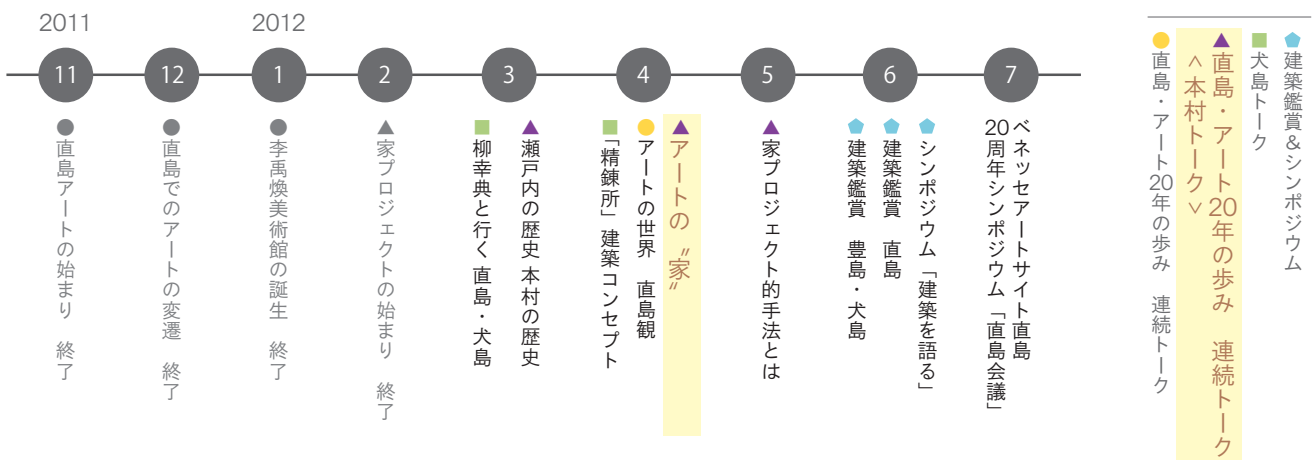 2011
2012
11
12
1
2
3
4
5
6
7
●直島アートの始まり　終了
●直島でのアートの変遷　終了
●李禹煥美術館の誕生　終了
▲家プロジェクトの始まり　終了
■柳幸典と行く 直島・犬島
▲瀬戸内の歴史 本村の歴史
■「精錬所」建築コンセプト
●アートの世界　直島観
▲アートの〝家〟
▲家プロジェクト的手法とは
⬟建築鑑賞　豊島・犬島
⬟建築鑑賞　直島
⬟シンポジウム「建築を語る」
ベネッセアートサイト直島
20周年シンポジウム「直島会議」
⬟建築鑑賞＆シンポジウム
■犬島トーク
▲直島・アート20年の歩み　連続トーク
＜本村トーク＞
●直島・アート20年の歩み　連続トーク